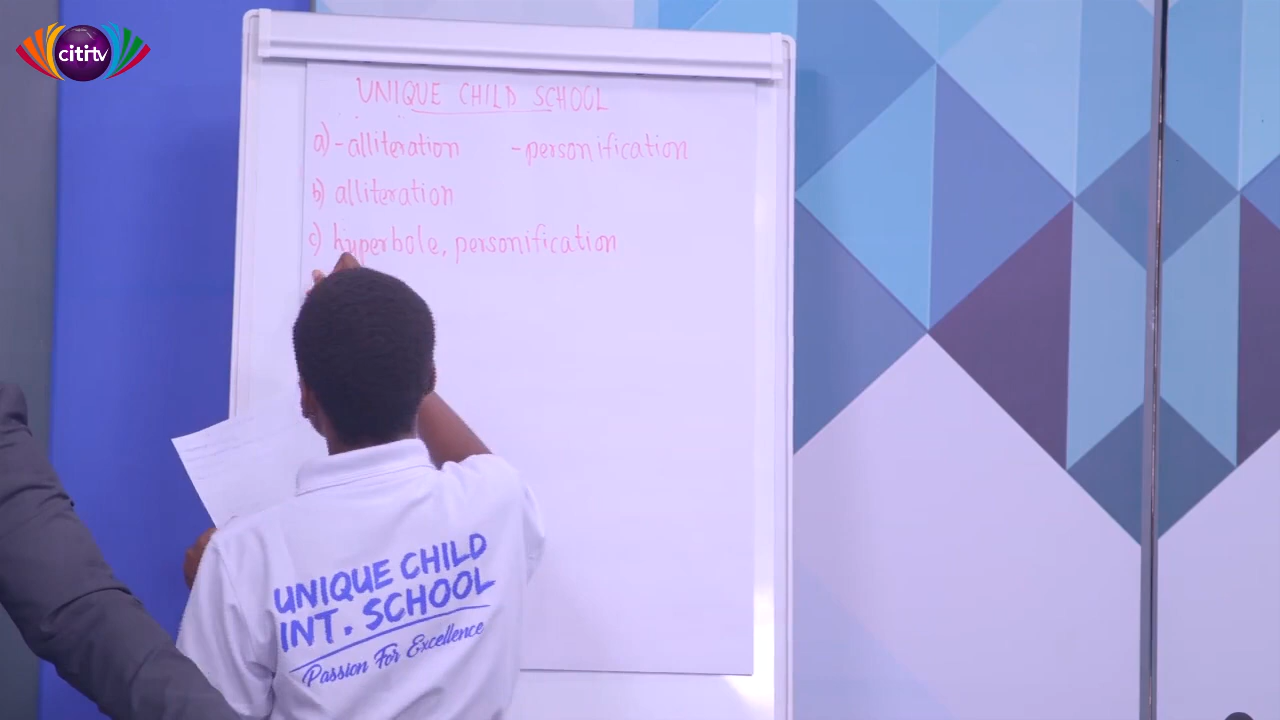 citi tv
UNIQUE CHILD SCHOOL
a) - alliteration - personification
b) alliteration
c) hyperbole, personification
UNIQUE CHILD
INT. SCHOOL
Passion For Excellence